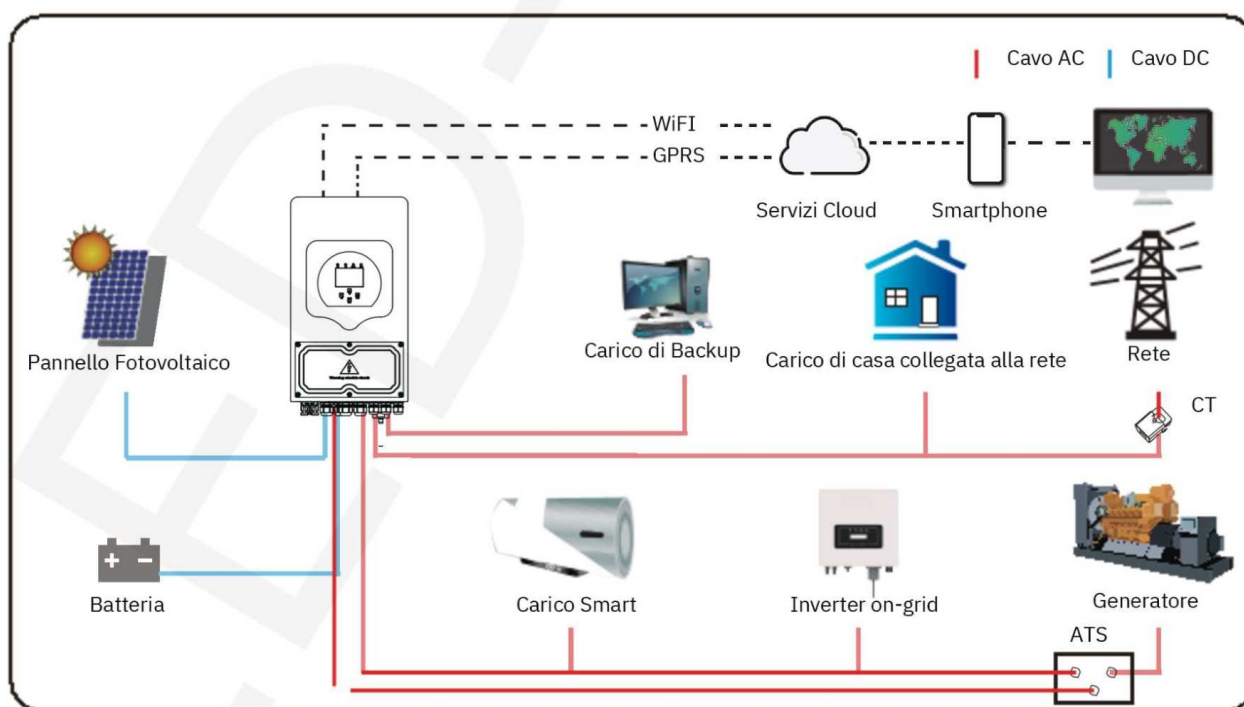 Cavo AC
Cavo DC
WiFI
GPRS
Servizi Cloud
Smartphone
Pannello Fotovoltaico
Carico di Backup
Carico di casa collegata alla rete
Rete
CT
Batteria
Carico Smart
Inverter on-grid
Generatore
ATS